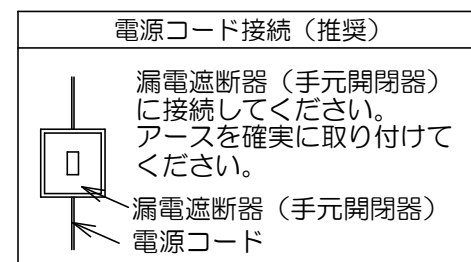 電源コード接続（推奨）
漏電遮断器（手元開閉器）
に接続してください。
アースを確実に取り付けて
ください。
漏電遮断器（手元開閉器）
電源コード